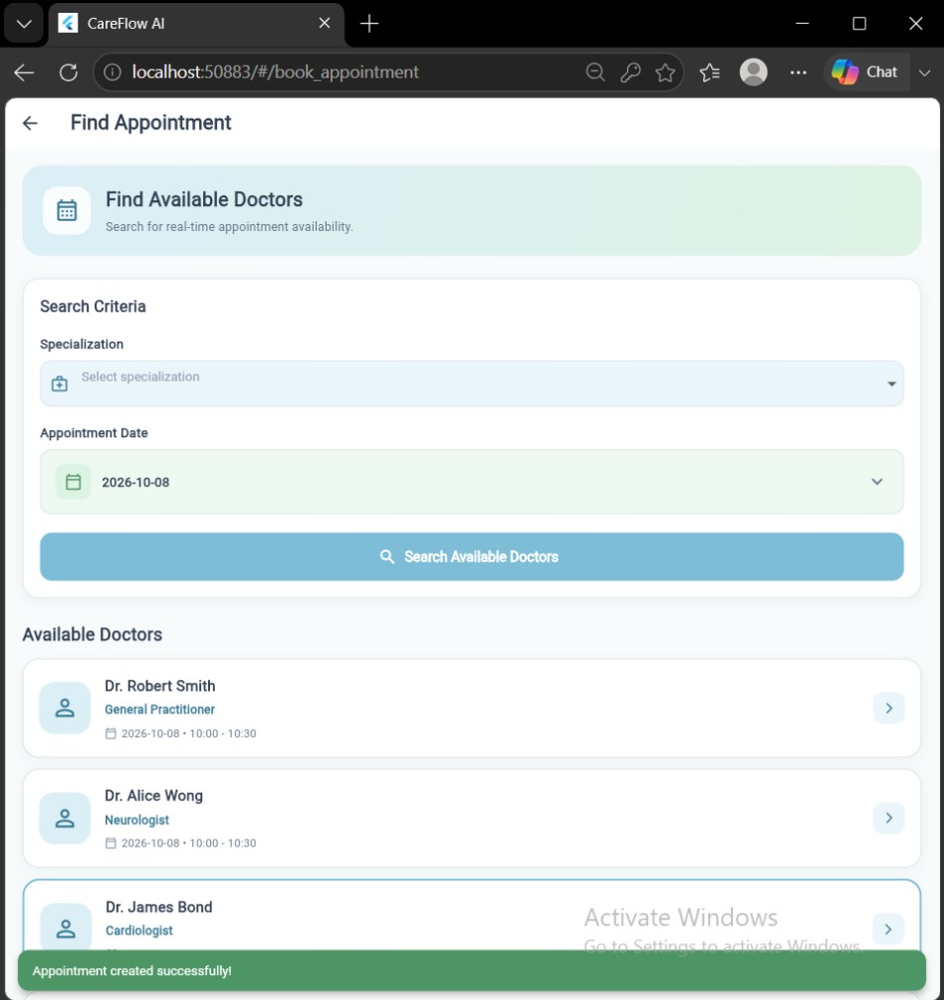 CareFlow AI
localhost:50883/#/book_appointment
Chat
Find Appointment
Find Available Doctors
Search for real-time appointment availability.
Search Criteria
Specialization
Select specialization
Appointment Date
2026-10-08
Search Available Doctors
Available Doctors
Dr. Robert Smith
General Practitioner
2026-10-08 • 10:00 - 10:30
Dr. Alice Wong
Neurologist
2026-10-08 • 10:00 - 10:30
Dr. James Bond
Cardiologist
Activate Windows
Go to Settings to activate Windows.
Appointment created successfully!